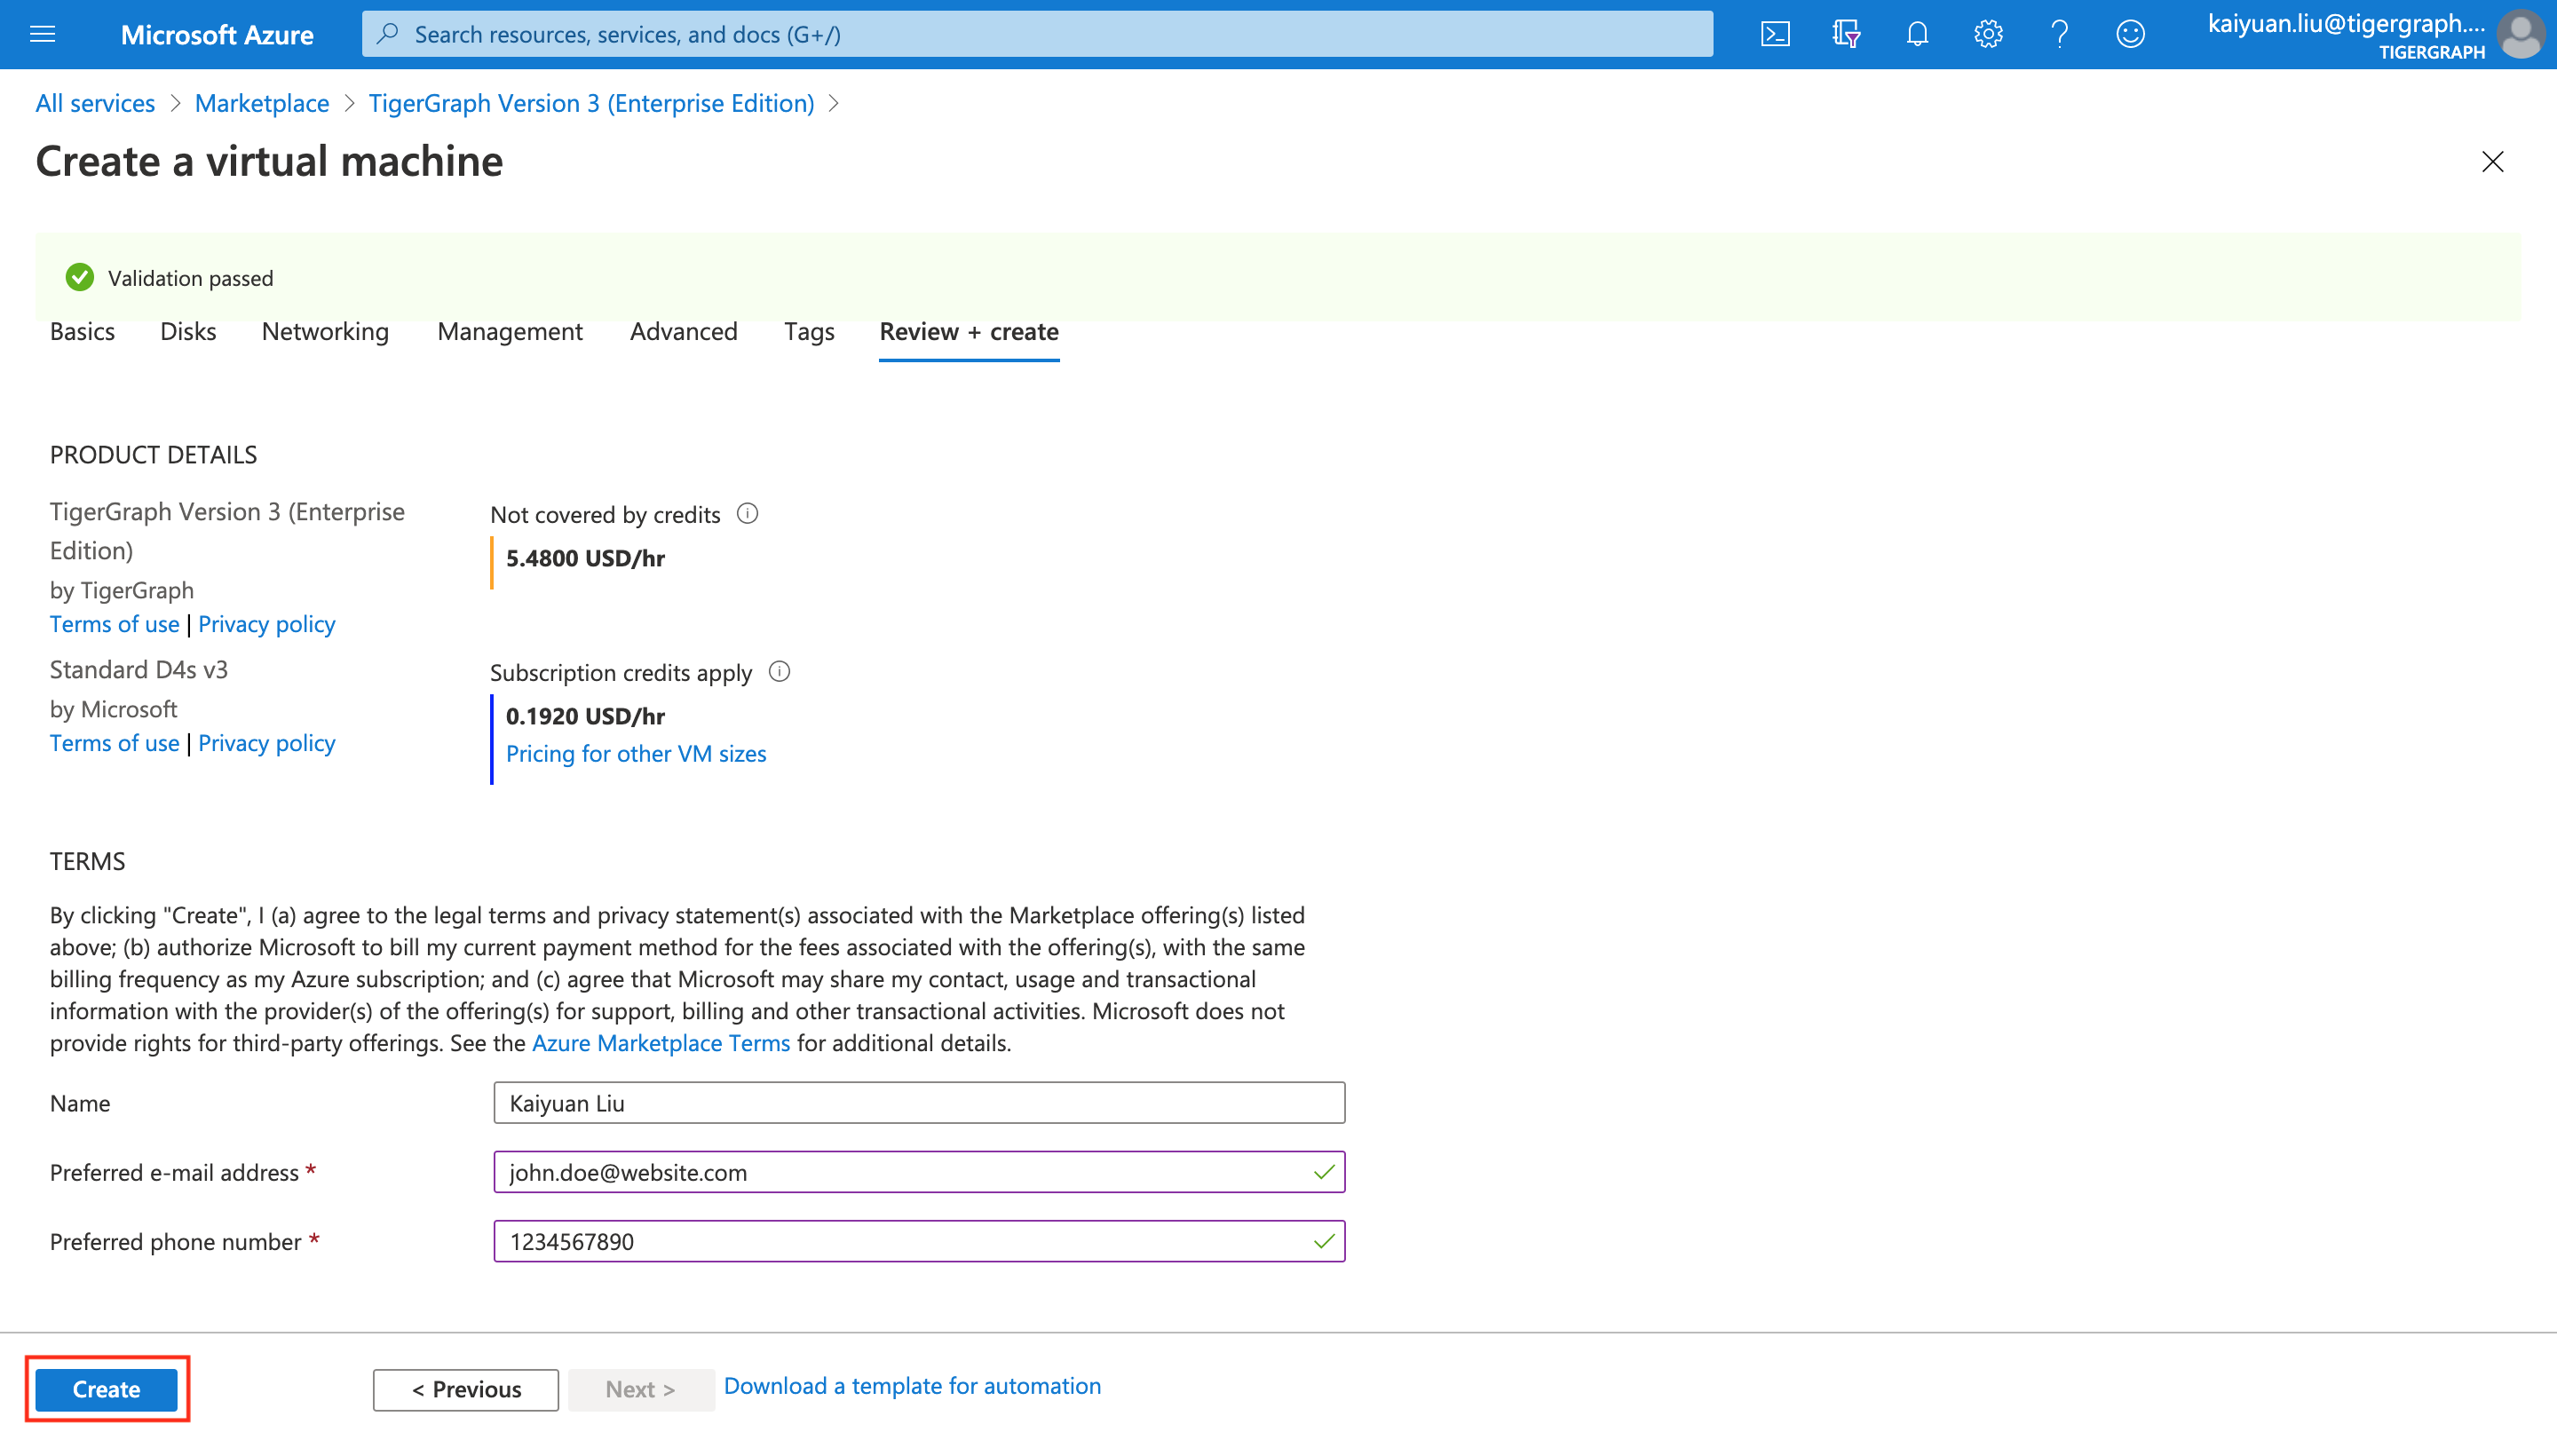 Microsoft Azure
Search resources, services, and docs (G+/)
kaiyuan.liu@tigergraph....
TIGERGRAPH
All services > Marketplace > TigerGraph Version 3 (Enterprise Edition) >
Create a virtual machine
Validation passed
Basics Disks Networking Management Advanced Tags Review + create
PRODUCT DETAILS
TigerGraph Version 3 (Enterprise
Edition)
by TigerGraph
Terms of use | Privacy policy
Not covered by credits
5.4800 USD/hr
Standard D4s v3
by Microsoft
Terms of use | Privacy policy
Subscription credits apply
0.1920 USD/hr
Pricing for other VM sizes
TERMS
By clicking "Create", I (a) agree to the legal terms and privacy statement(s) associated with the Marketplace offering(s) listed
above; (b) authorize Microsoft to bill my current payment method for the fees associated with the offering(s), with the same
billing frequency as my Azure subscription; and (c) agree that Microsoft may share my contact, usage and transactional
information with the provider(s) of the offering(s) for support, billing and other transactional activities. Microsoft does not
provide rights for third-party offerings. See the Azure Marketplace Terms for additional details.
Name
Kaiyuan Liu
Preferred e-mail address *
john.doe@website.com
Preferred phone number *
1234567890
Create
< Previous
Next >
Download a template for automation